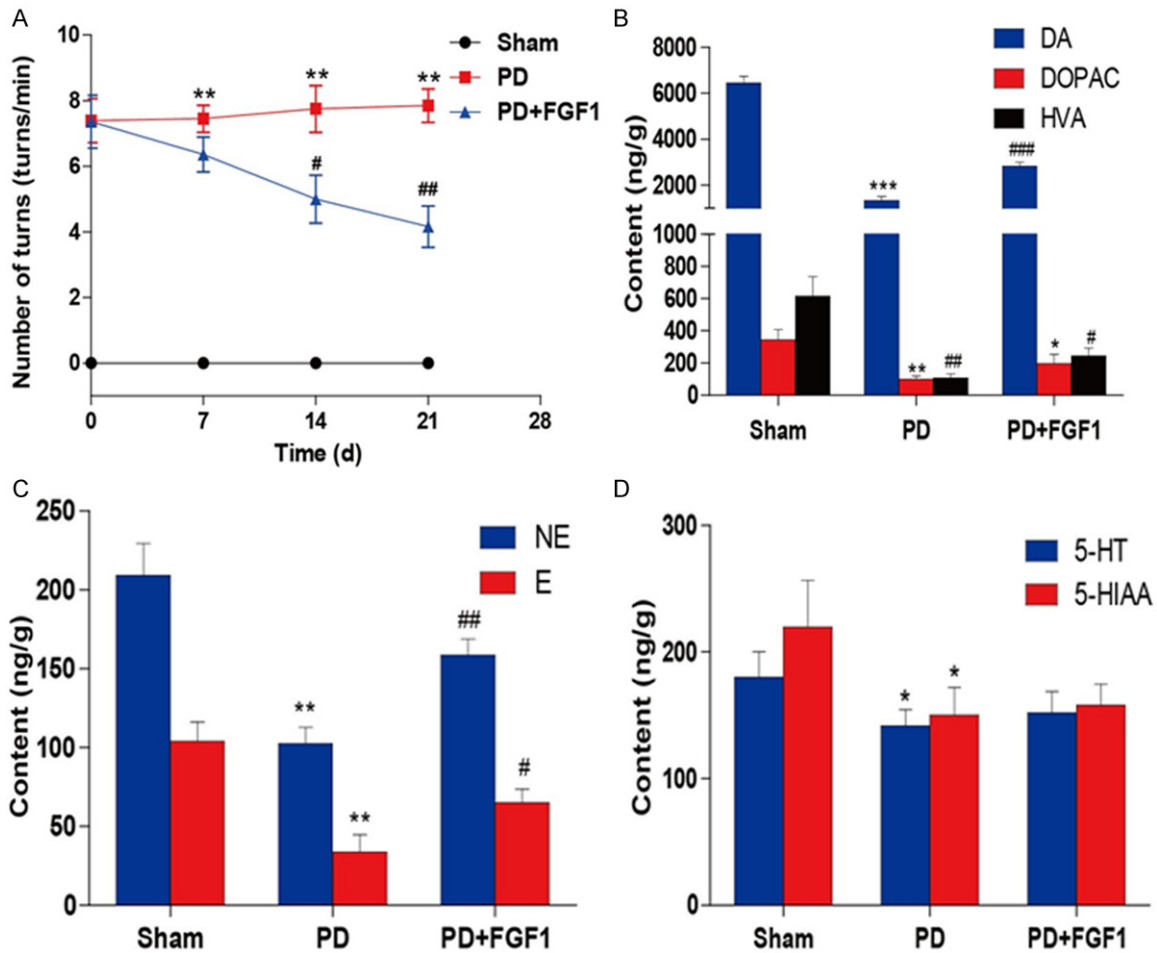 A
Number of turns (turns/min)
10
8
6
4
2
0
** ** **
# ##
Sham
PD
PD+FGF1
0 7 14 21 28
Time (d)
B
Content (ng/g)
8000
6000
4000
2000
1000
800
600
400
200
0
DA
DOPAC
HVA
***
###
** ##
* #
Sham PD PD+FGF1
C
Content (ng/g)
250
200
150
100
50
0
NE
E
##
**
#
**
Sham PD PD+FGF1
D
Content (ng/g)
300
200
100
0
5-HT
5-HIAA
* *
Sham PD PD+FGF1